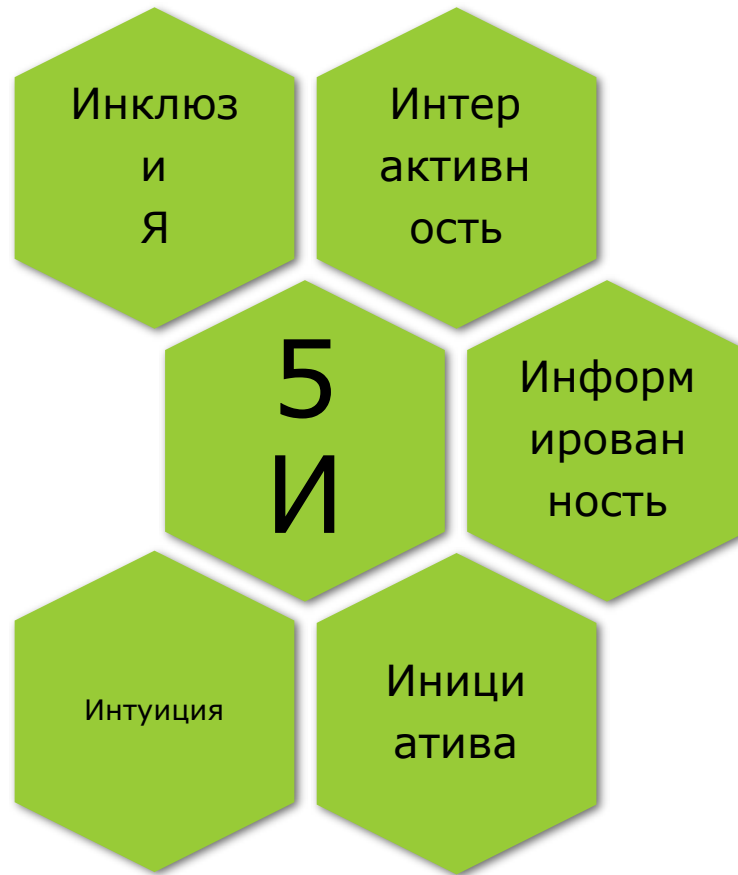 Инклюз
и
Я
Интер
активн
ость
5
И
Информ
ирован
ность
Интуиция
Иници
атива